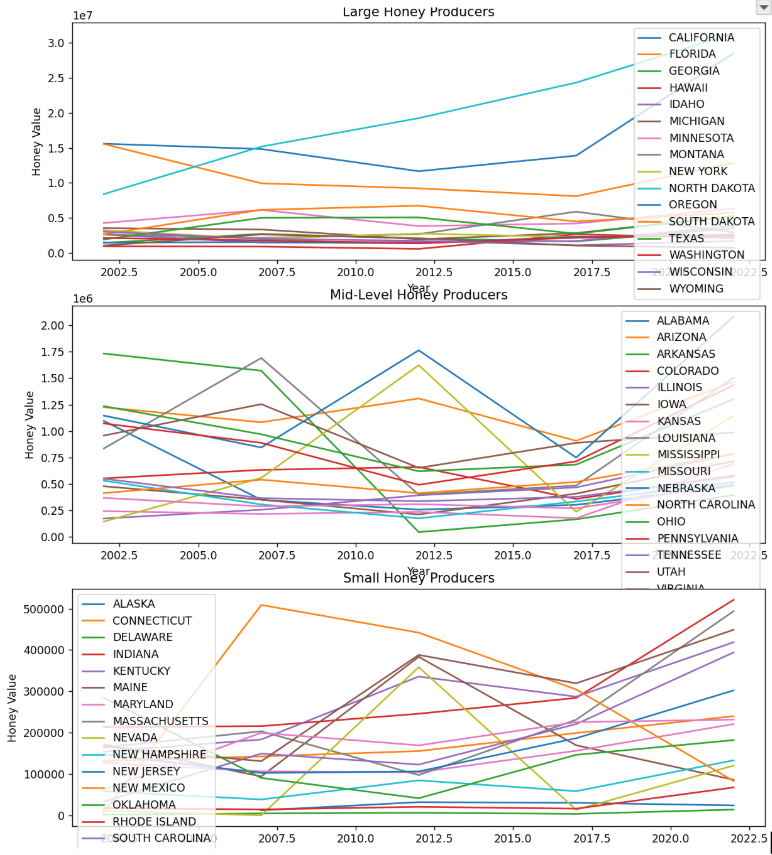 Large Honey Producers
1e7
3.0
2.5
2.0
1.5
1.0
0.5
0.0
Honey Value
CALIFORNIA
FLORIDA
GEORGIA
HAWAII
IDAHO
MICHIGAN
MINNESOTA
MONTANA
NEW YORK
NORTH DAKOTA
OREGON
SOUTH DAKOTA
TEXAS
WASHINGTON
WISCONSIN
WYOMING
2002.5 2005.0 2007.5 2010.0 2012.5 2015.0 2017.5 2020.0 2022.5
Year
Mid-Level Honey Producers
1e6
2.00
1.75
1.50
1.25
1.00
0.75
0.50
0.25
0.00
Honey Value
ALABAMA
ARIZONA
ARKANSAS
COLORADO
ILLINOIS
IOWA
KANSAS
LOUISIANA
MISSISSIPPI
MISSOURI
NEBRASKA
NORTH CAROLINA
OHIO
PENNSYLVANIA
TENNESSEE
UTAH
VIRGINIA
2002.5 2005.0 2007.5 2010.0 2012.5 2015.0 2017.5 2020.0 2022.5
Year
Small Honey Producers
500000
400000
300000
200000
100000
0
Honey Value
ALASKA
CONNECTICUT
DELAWARE
INDIANA
KENTUCKY
MAINE
MARYLAND
MASSACHUSETTS
NEVADA
NEW HAMPSHIRE
NEW JERSEY
NEW MEXICO
OKLAHOMA
RHODE ISLAND
SOUTH CAROLINA
2007.5 2010.0 2012.5 2015.0 2017.5 2020.0 2022.5